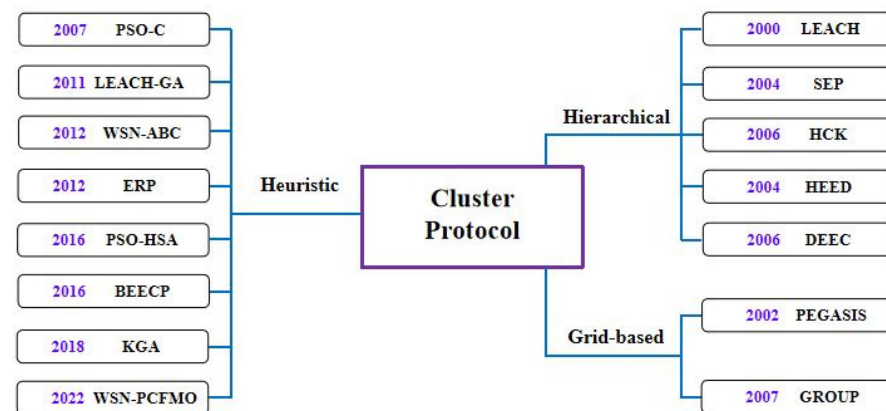 2007 PSO-C
2011 LEACH-GA
2012 WSN-ABC
2012 ERP
2016 PSO-HSA
2016 BEECP
2018 KGA
2022 WSN-PCFMO
Heuristic
Cluster
Protocol
Hierarchical
2000 LEACH
2004 SEP
2006 HCK
2004 HEED
2006 DEEC
Grid-based
2002 PEGASIS
2007 GROUP